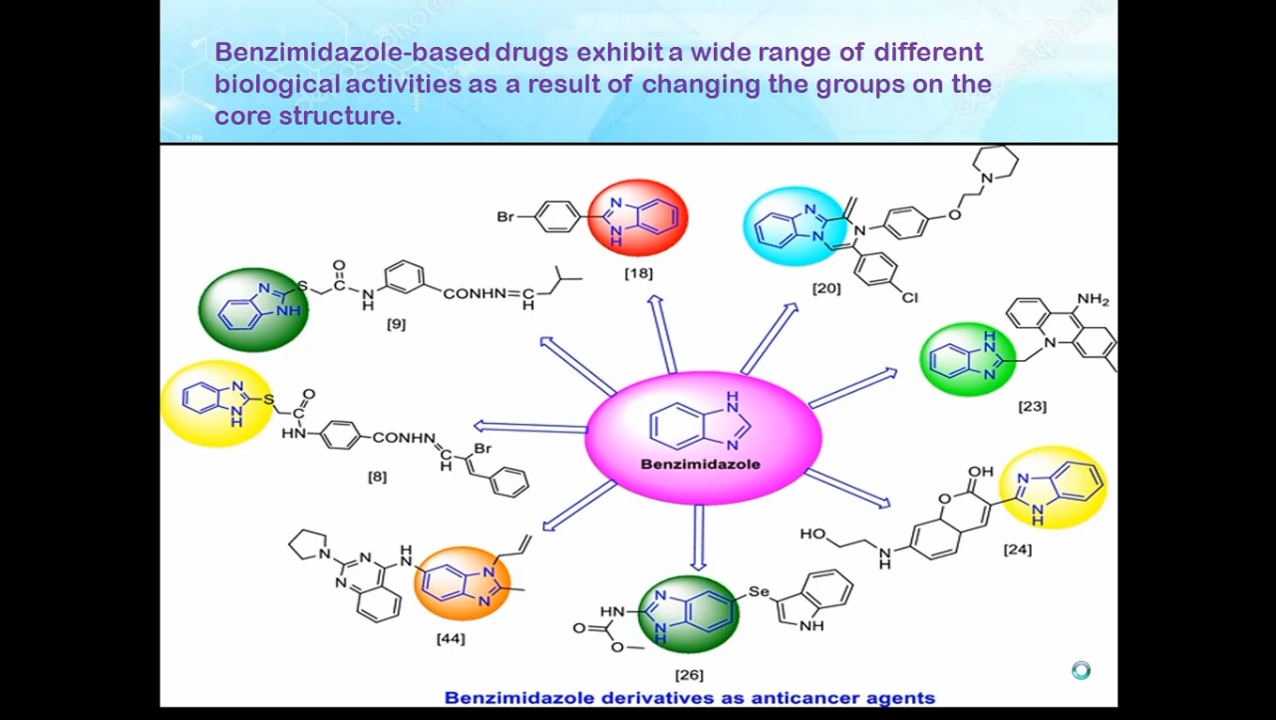 Benzimidazole-based drugs exhibit a wide range of different
biological activities as a result of changing the groups on the
core structure.
HN
Br
N
N
H
[18]
N
N
N
O
N
Cl
[20]
N
NH
S
O
N
H
CONHN
H
[9]
NH2
N
H
N
N
[23]
N
N
H
S
O
HN
CONHN
C
H
Br
[8]
H
N
N
Benzimidazole
OH
O
N
N
H
HO
N
H
[24]
N
N
N
H
N
N
N
[44]
HN
O
O
N
N
H
Se
NH
[26]
Benzimidazole derivatives as anticancer agents